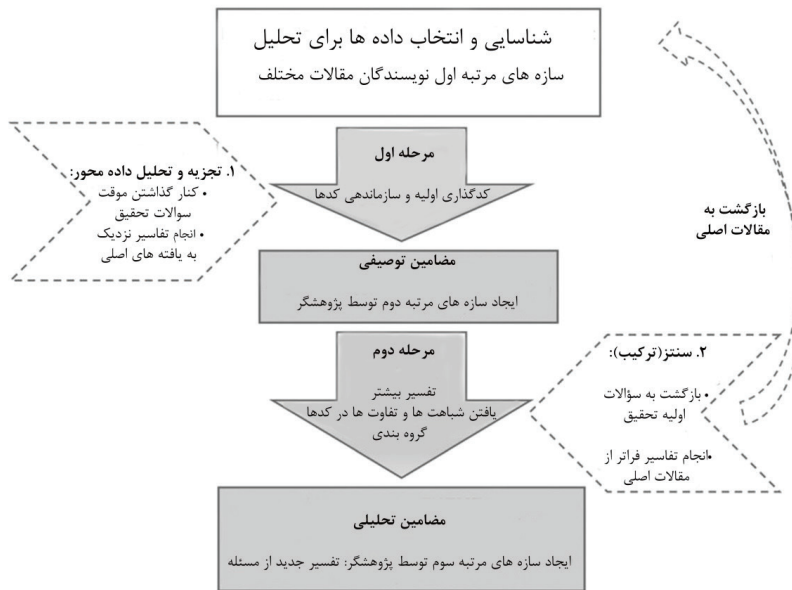 شناسایی و انتخاب داده ها برای تحلیل
سازه های مرتبه اول نویسندگان مقالات مختلف
مرحله اول
کدگذاری اولیه و سازماندهی کدها
۱. تجزیه و تحلیل داده محور:
• کنار گذاشتن موقت
سوالات تحقیق
• انجام تفاسیر نزدیک
به یافته های اصلی
بازگشت به
مقالات اصلی
مضامین توصیفی
ایجاد سازه های مرتبه دوم توسط پژوهشگر
مرحله دوم
تفسیر بیشتر
یافتن شباهت ها و تفاوت ها در کدها
گروه بندی
۲. سنتز(ترکیب):
• بازگشت به سؤالات
اولیه تحقیق
•انجام تفاسیر فراتر از
مقالات اصلی
مضامین تحلیلی
ایجاد سازه های مرتبه سوم توسط پژوهشگر: تفسیر جدید از مسئله